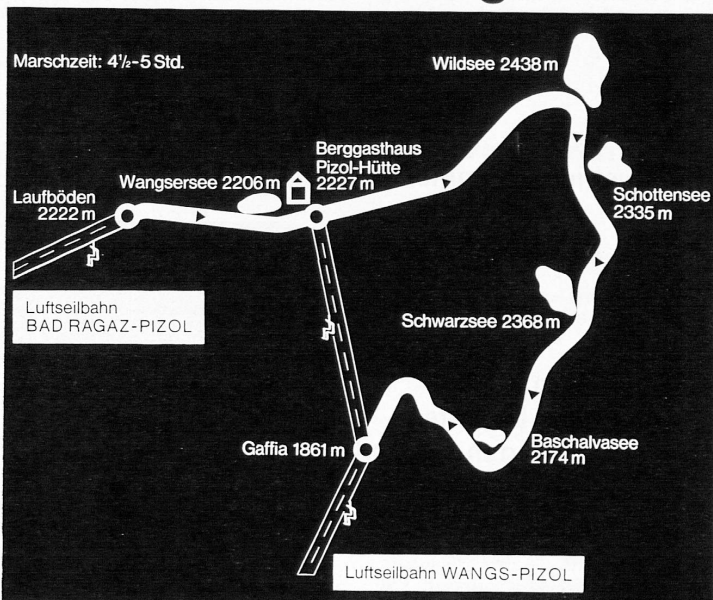 Marschzeit: 4½-5 Std.
Wildsee 2438 m
Berggasthaus
Pizol-Hütte
2227 m
Wangsersee 2206 m
Laufböden
2222 m
Schottensee
2335 m
Luftseilbahn
BAD RAGAZ-PIZOL
Schwarzsee 2368 m
Gaffia 1861 m
Baschalvasee
2174 m
Luftseilbahn WANGS-PIZOL